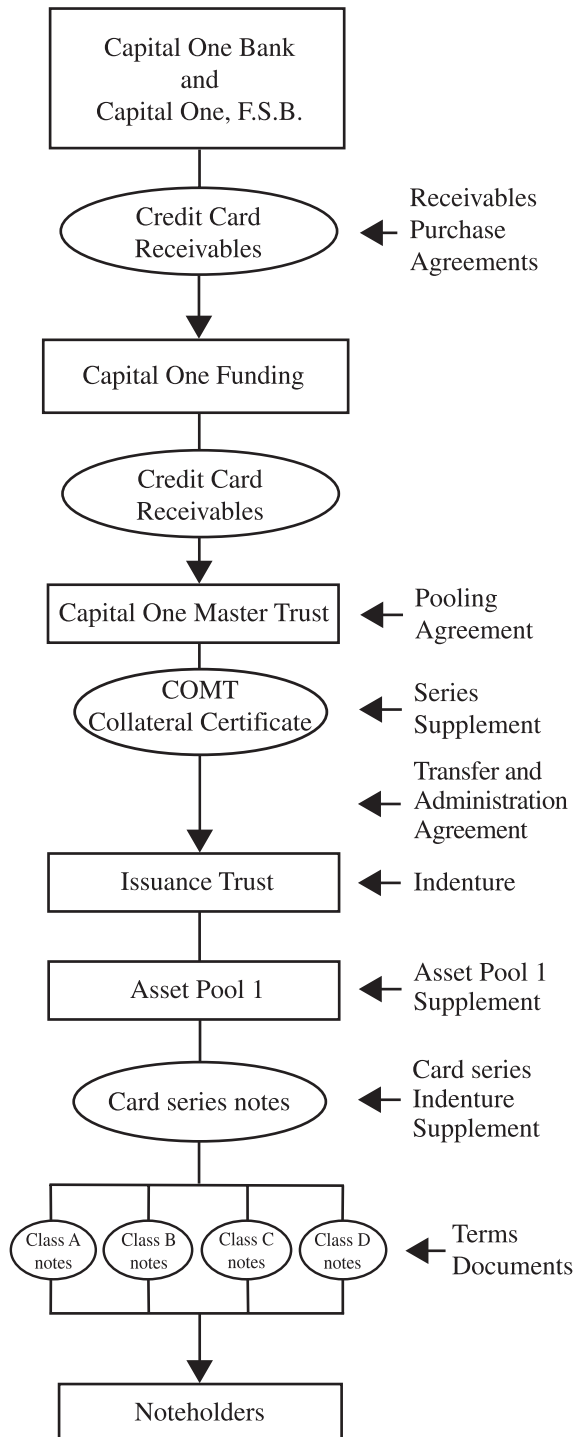 Capital One Bank
and
Capital One, F.S.B.
Credit Card
Receivables
Receivables
Purchase
Agreements
Capital One Funding
Credit Card
Receivables
Capital One Master Trust
Pooling
Agreement
COMT
Collateral Certificate
Series
Supplement
Transfer and
Administration
Agreement
Issuance Trust
Indenture
Asset Pool 1
Asset Pool 1
Supplement
Card series notes
Card series
Indenture
Supplement
Class A
notes
Class B
notes
Class C
notes
Class D
notes
Terms
Documents
Noteholders